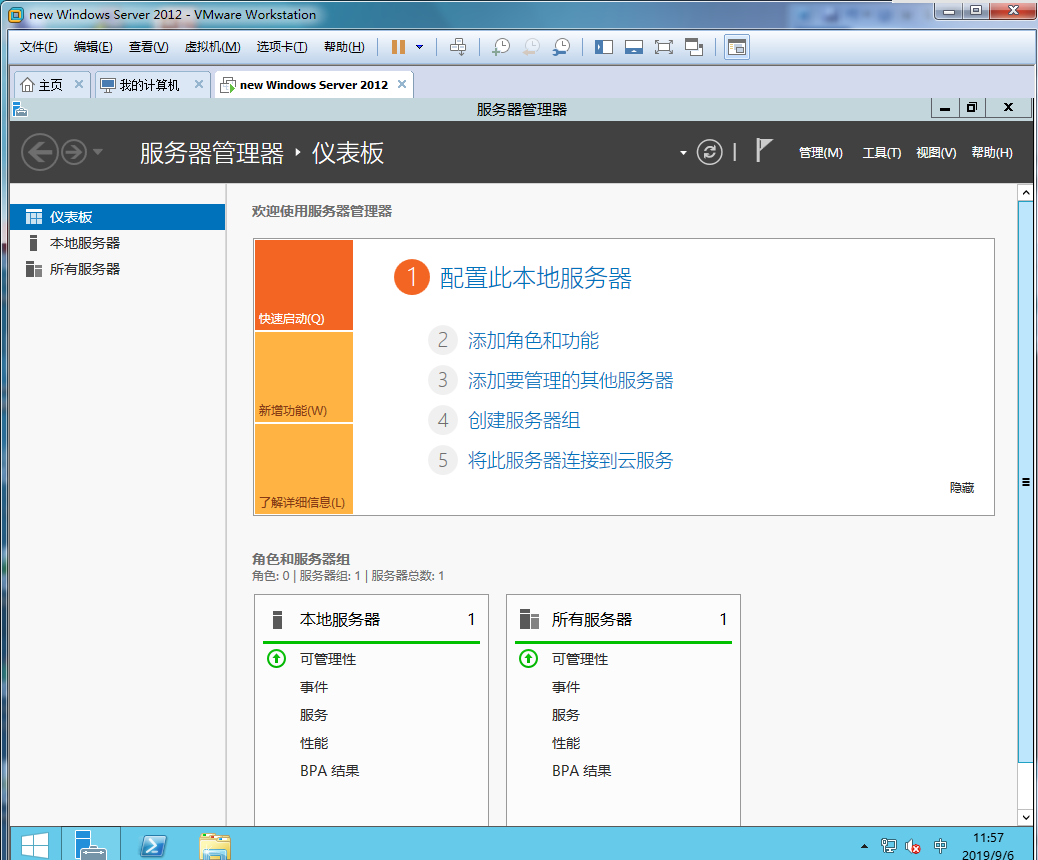 new Windows Server 2012 - VMware Workstation
文件(F) 编辑(E) 查看(V) 虚拟机(M) 选项卡(T) 帮助(H)
主页 我的计算机 new Windows Server 2012
服务器管理器
服务器管理器 仪表板
管理(M) 工具(T) 视图(V) 帮助(H)
仪表板
本地服务器
所有服务器
欢迎使用服务器管理器
快速启动(Q)
新增功能(W)
了解详细信息(L)
1 配置此本地服务器
2 添加角色和功能
3 添加要管理的其他服务器
4 创建服务器组
5 将此服务器连接到云服务
隐藏
角色和服务器组
角色: 0 | 服务器组: 1 | 服务器总数: 1
本地服务器 1
可管理性
事件
服务
性能
BPA 结果
所有服务器 1
可管理性
事件
服务
性能
BPA 结果
中
11:57
2019/9/6